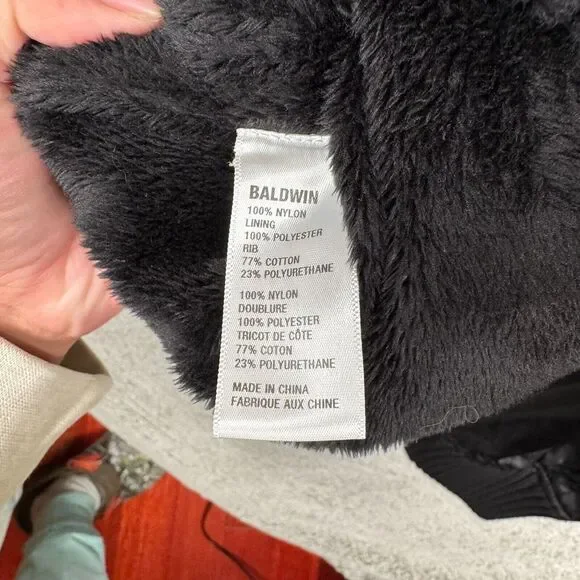 BALDWIN
100% NYLON
LINING
100% POLYESTER
RIB
77% COTTON
23% POLYURETHANE
100% NYLON
DOUBLURE
100% POLYESTER
TRICOT DE CÔTE
77% COTON
23% POLYURETHANE
MADE IN CHINA
FABRIQUE AUX CHINE